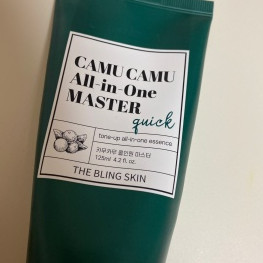 CAMU CAMU
All-in-One
MASTER
quick
tone-up all-in-one essence
카무카무 올인원 마스터
125ml 4.2 fl. oz.
THE BLING SKIN